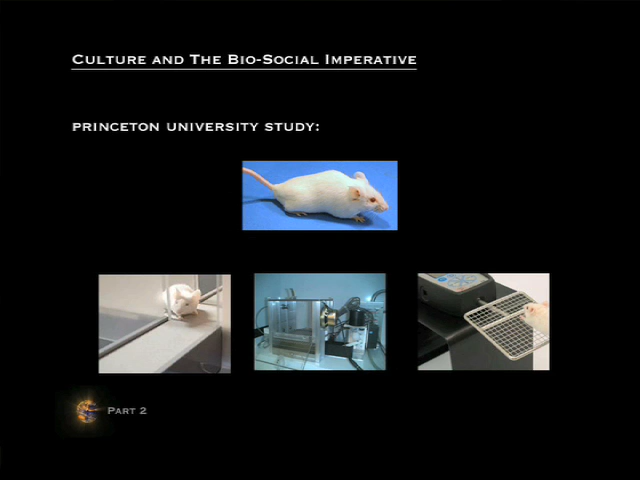 Culture and The Bio-Social Imperative
princeton university study:
Part 2